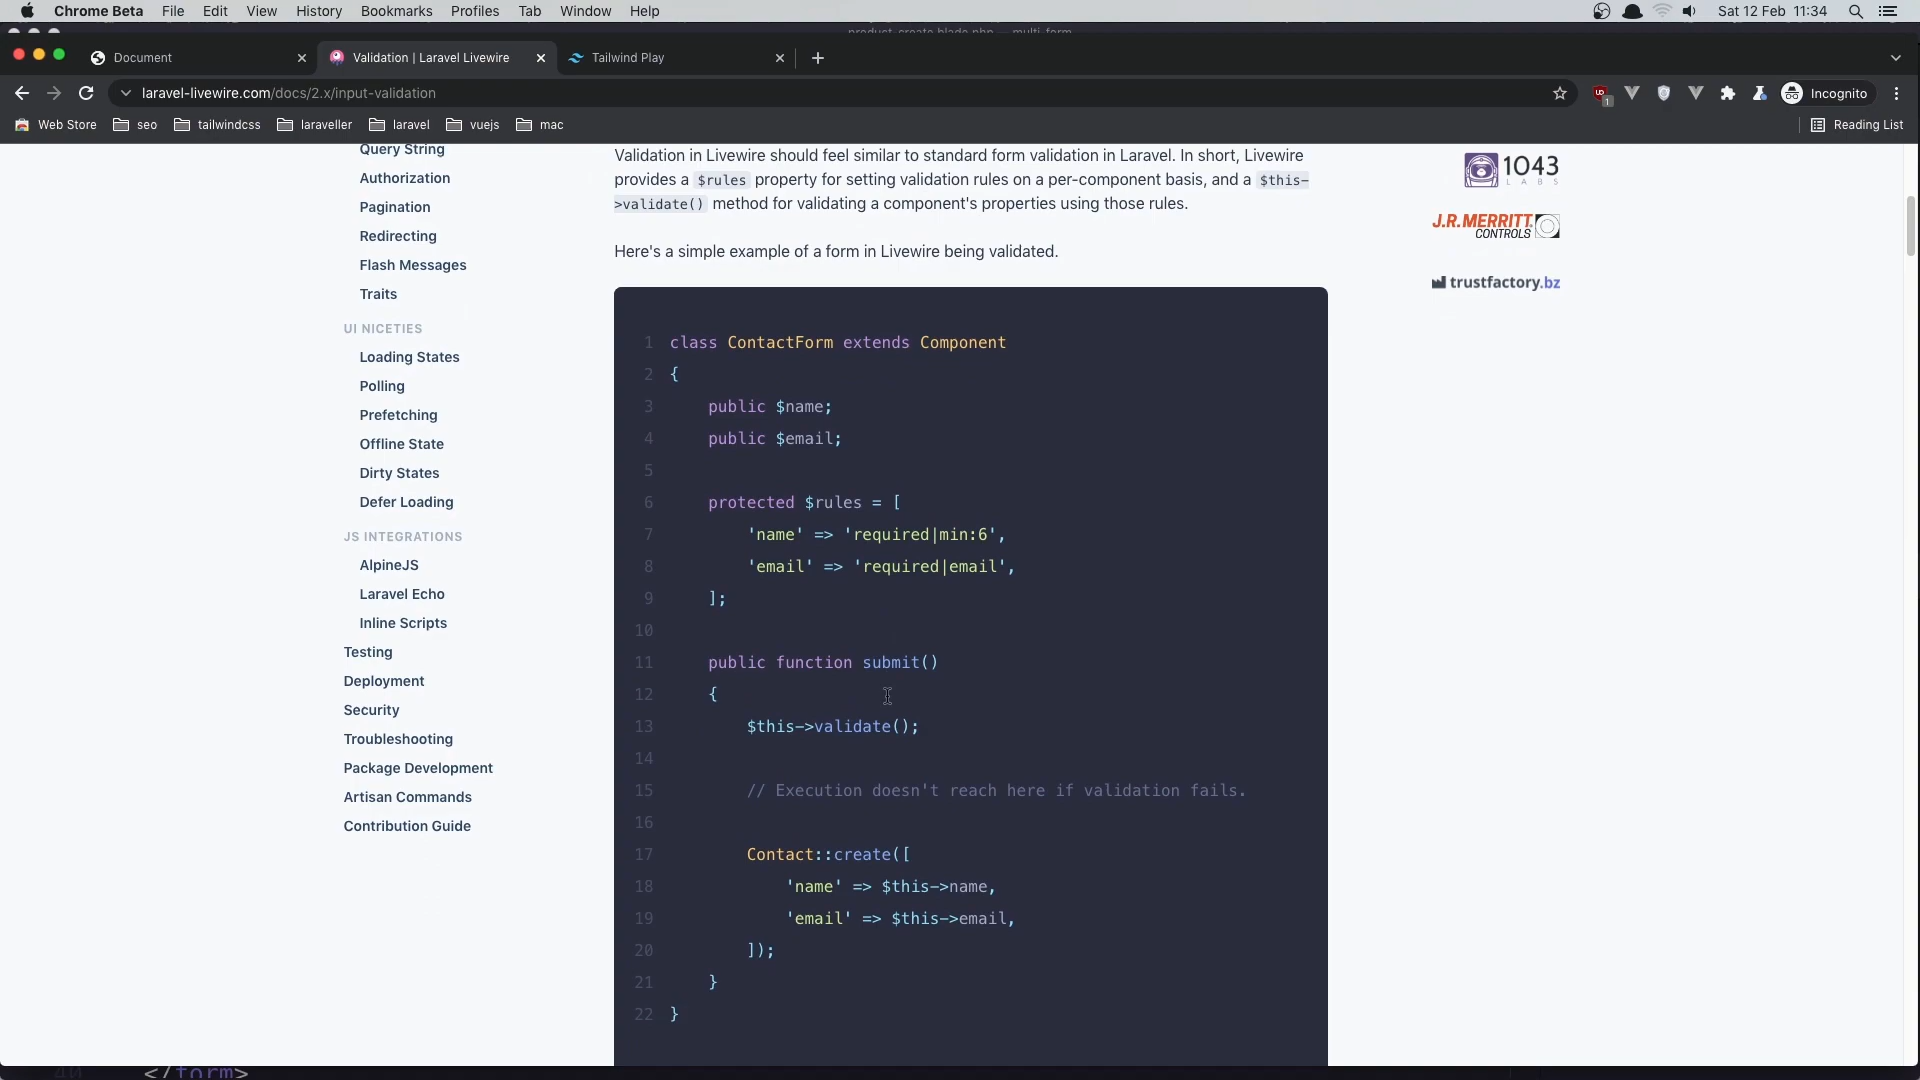 Chrome Beta File Edit View History Bookmarks Profiles Tab Window Help Sat 12 Feb 11:34
product-create.blade.php — multi-form
Document Validation | Laravel Livewire Tailwind Play
laravel-livewire.com/docs/2.x/input-validation 1 Incognito
Web Store seo tailwindcss laraveller laravel vuejs mac Reading List
Query String
Authorization
Pagination
Redirecting
Flash Messages
Traits
UI NICETIES
Loading States
Polling
Prefetching
Offline State
Dirty States
Defer Loading
JS INTEGRATIONS
AlpineJS
Laravel Echo
Inline Scripts
Testing
Deployment
Security
Troubleshooting
Package Development
Artisan Commands
Contribution Guide
Validation in Livewire should feel similar to standard form validation in Laravel. In short, Livewire
provides a $rules property for setting validation rules on a per-component basis, and a $this-
>validate() method for validating a component's properties using those rules.
Here's a simple example of a form in Livewire being validated.
1 class ContactForm extends Component
2 {
3 public $name;
4 public $email;
5
6 protected $rules = [
7 'name' => 'required|min:6',
8 'email' => 'required|email',
9 ];
10
11 public function submit()
12 {
13 $this->validate();
14
15 // Execution doesn't reach here if validation fails.
16
17 Contact::create([
18 'name' => $this->name,
19 'email' => $this->email,
20 ]);
21 }
22 }
1043
LABS
J.R.MERRITT
CONTROLS
trustfactory.bz
40 </form>